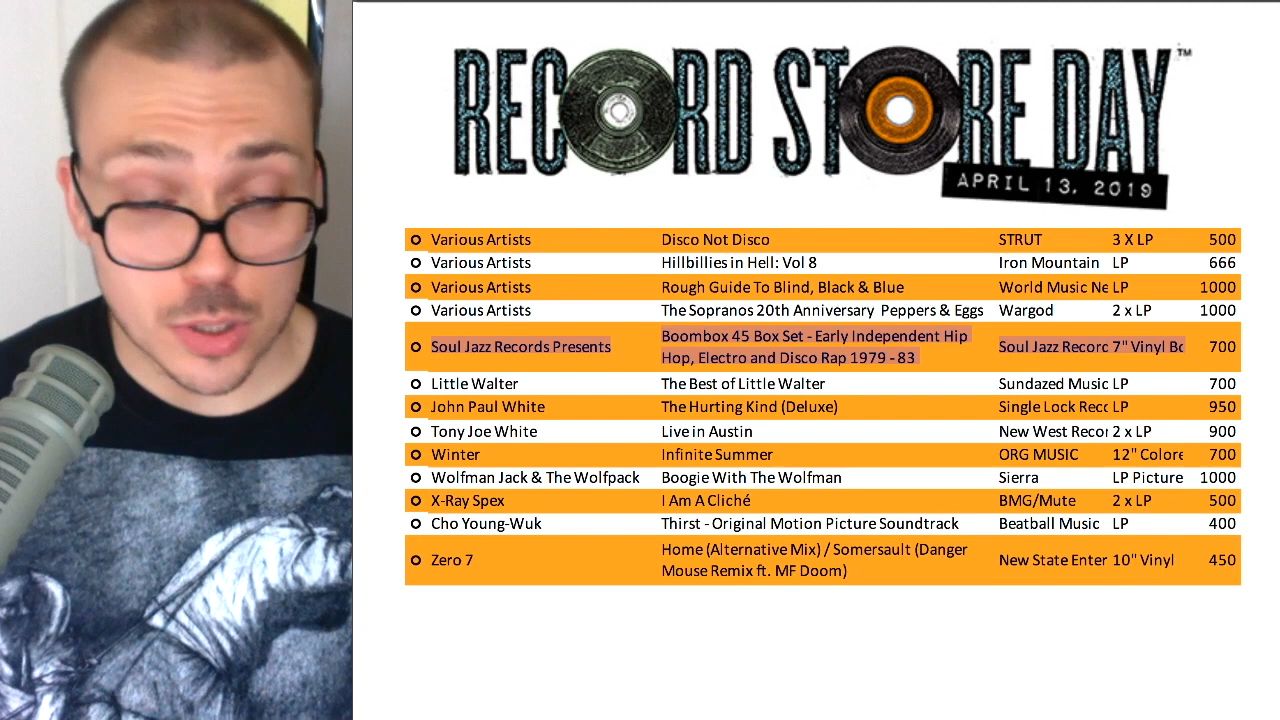 RECORD STORE DAY™
APRIL 13, 2019
Various Artists Disco Not Disco STRUT 3 X LP 500
Various Artists Hillbillies in Hell: Vol 8 Iron Mountain LP 666
Various Artists Rough Guide To Blind, Black & Blue World Music Ne LP 1000
Various Artists The Sopranos 20th Anniversary Peppers & Eggs Wargod 2 x LP 1000
Soul Jazz Records Presents Boombox 45 Box Set - Early Independent Hip Hop, Electro and Disco Rap 1979 - 83 Soul Jazz Recorc 7" Vinyl Bc 700
Little Walter The Best of Little Walter Sundazed Music LP 700
John Paul White The Hurting Kind (Deluxe) Single Lock Recc LP 950
Tony Joe White Live in Austin New West Recor 2 x LP 900
Winter Infinite Summer ORG MUSIC 12" Colore 700
Wolfman Jack & The Wolfpack Boogie With The Wolfman Sierra LP Picture 1000
X-Ray Spex I Am A Cliché BMG/Mute 2 x LP 500
Cho Young-Wuk Thirst - Original Motion Picture Soundtrack Beatball Music LP 400
Zero 7 Home (Alternative Mix) / Somersault (Danger Mouse Remix ft. MF Doom) New State Enter 10" Vinyl 450